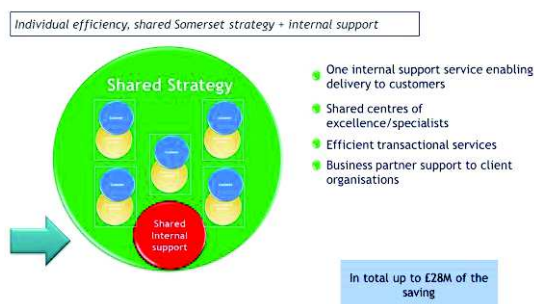 Individual efficiency, shared Somerset strategy + internal support
Shared Strategy
Shared
Internal
support
One internal support service enabling
delivery to customers
Shared centres of
excellence/specialists
Efficient transactional services
Business partner support to client
organisations
In total up to £28M of the
saving